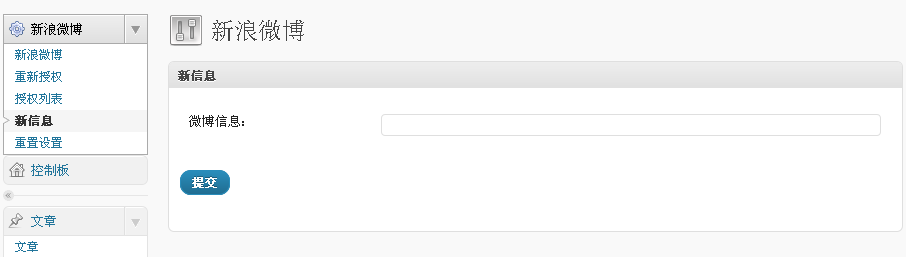 新浪微博
新浪微博
重新授权
授权列表
新信息
重置设置
控制板
文章
文章
新浪微博
新信息
微博信息：
提交